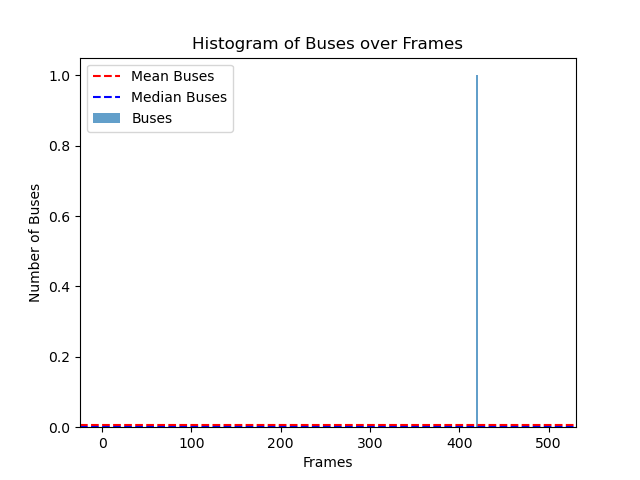 Histogram of Buses over Frames
Mean Buses
Median Buses
Buses
1.0
0.8
0.6
0.4
0.2
0.0
Number of Buses
0 100 200 300 400 500
Frames